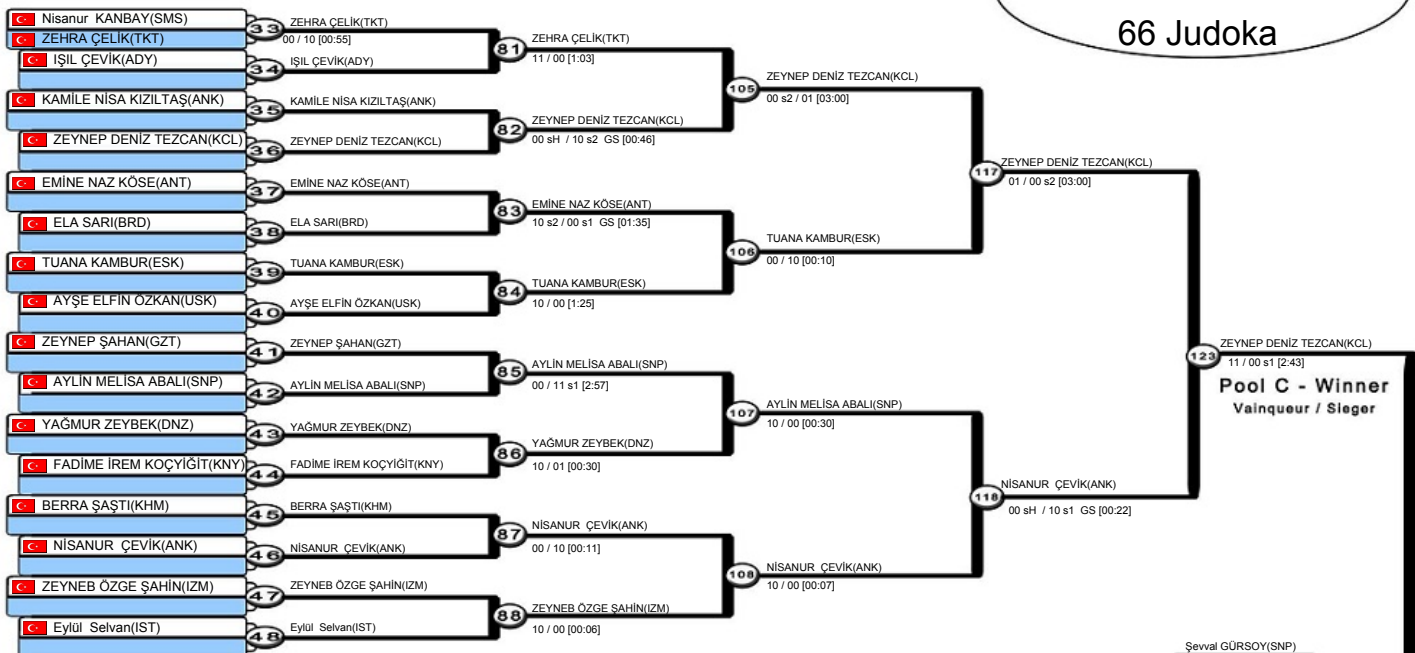 66 Judoka
Nisanur KANBAY(SMS)
ZEHRA ÇELİK(TKT)
IŞIL ÇEVİK(ADY)
KAMİLE NİSA KIZILTAŞ(ANK)
ZEYNEP DENİZ TEZCAN(KCL)
EMİNE NAZ KÖSE(ANT)
ELA SARI(BRD)
TUANA KAMBUR(ESK)
AYŞE ELFİN ÖZKAN(USK)
ZEYNEP ŞAHAN(GZT)
AYLİN MELİSA ABALI(SNP)
YAĞMUR ZEYBEK(DNZ)
FADİME İREM KOÇYİĞİT(KNY)
BERRA ŞAŞTI(KHM)
NİSANUR ÇEVİK(ANK)
ZEYNEB ÖZGE ŞAHİN(IZM)
Eylül Selvan(IST)
33
ZEHRA ÇELİK(TKT)
00 / 10 [00:55]
34
IŞIL ÇEVİK(ADY)
35
KAMİLE NİSA KIZILTAŞ(ANK)
36
ZEYNEP DENİZ TEZCAN(KCL)
37
EMİNE NAZ KÖSE(ANT)
38
ELA SARI(BRD)
39
TUANA KAMBUR(ESK)
40
AYŞE ELFİN ÖZKAN(USK)
41
ZEYNEP ŞAHAN(GZT)
42
AYLİN MELİSA ABALI(SNP)
43
YAĞMUR ZEYBEK(DNZ)
44
FADİME İREM KOÇYİĞİT(KNY)
45
BERRA ŞAŞTI(KHM)
46
NİSANUR ÇEVİK(ANK)
47
ZEYNEB ÖZGE ŞAHİN(IZM)
48
Eylül Selvan(IST)
81
ZEHRA ÇELİK(TKT)
11 / 00 [1:03]
82
ZEYNEP DENİZ TEZCAN(KCL)
00 sH / 10 s2 GS [00:46]
83
EMİNE NAZ KÖSE(ANT)
10 s2 / 00 s1 GS [01:35]
84
TUANA KAMBUR(ESK)
10 / 00 [1:25]
85
AYLİN MELİSA ABALI(SNP)
00 / 11 s1 [2:57]
86
YAĞMUR ZEYBEK(DNZ)
10 / 01 [00:30]
87
NİSANUR ÇEVİK(ANK)
00 / 10 [00:11]
88
ZEYNEB ÖZGE ŞAHİN(IZM)
10 / 00 [00:06]
105
ZEYNEP DENİZ TEZCAN(KCL)
00 s2 / 01 [03:00]
106
TUANA KAMBUR(ESK)
00 / 10 [00:10]
107
AYLİN MELİSA ABALI(SNP)
10 / 00 [00:30]
108
NİSANUR ÇEVİK(ANK)
10 / 00 [00:07]
117
ZEYNEP DENİZ TEZCAN(KCL)
01 / 00 s2 [03:00]
118
NİSANUR ÇEVİK(ANK)
00 sH / 10 s1 GS [00:22]
123
ZEYNEP DENİZ TEZCAN(KCL)
11 / 00 s1 [2:43]
Pool C - Winner
Vainqueur / Sieger
Şevval GÜRSOY(SNP)